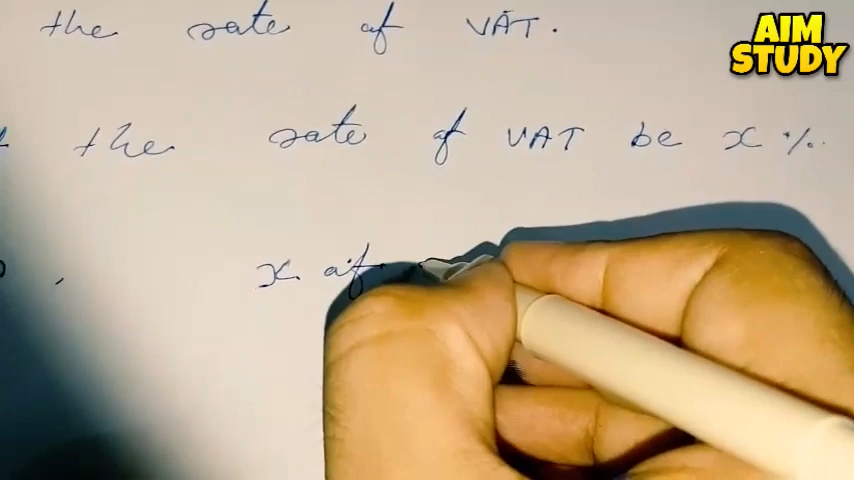 the rate of VAT.
AIM
STUDY
the rate of VAT be x %.
, x of